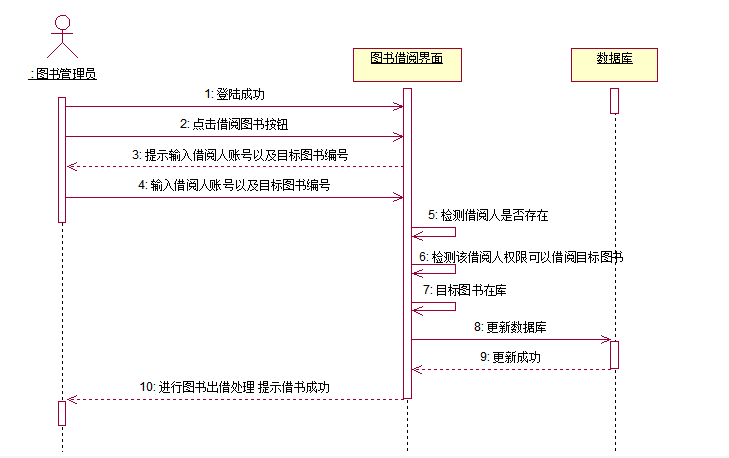 : 图书管理员
图书借阅界面
数据库
1: 登陆成功
2: 点击借阅图书按钮
3: 提示输入借阅人账号以及目标图书编号
4: 输入借阅人账号以及目标图书编号
5: 检测借阅人是否存在
6: 检测该借阅人权限可以借阅目标图书
7: 目标图书在库
8: 更新数据库
9: 更新成功
10: 进行图书出借处理 提示借书成功